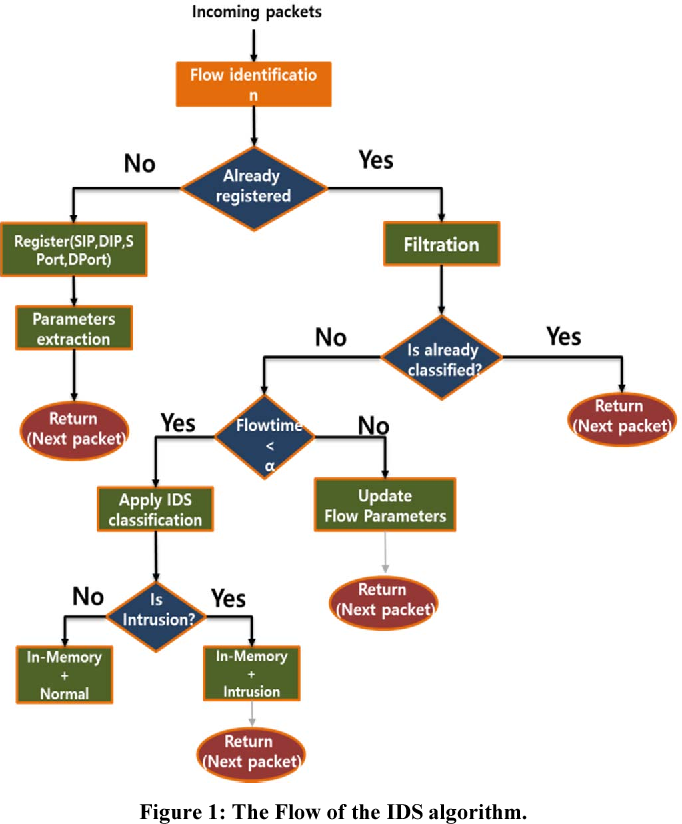 Incoming packets
Flow identificatio
n
No
Yes
Already
registered
Register(SIP,DIP,S
Port,DPort)
Filtration
Parameters
extraction
No
Yes
Is already
classified?
Return
(Next packet)
Return
(Next packet)
Yes
No
Flowtime
<
α
Apply IDS
classification
Update
Flow Parameters
No
Yes
Is
Intrusion?
Return
(Next packet)
In-Memory
+
Normal
In-Memory
+
Intrusion
Return
(Next packet)
Figure 1: The Flow of the IDS algorithm.